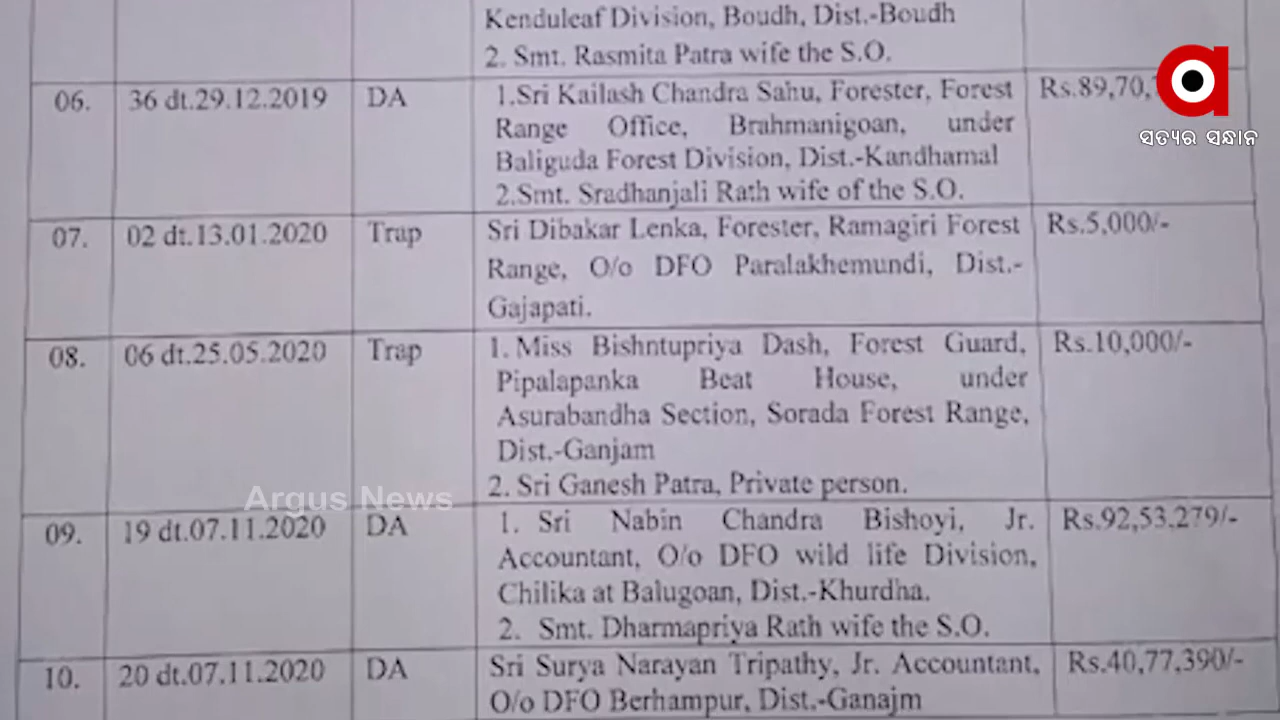 Kenduleaf Division, Boudh, Dist.-Boudh
2. Smt. Rasmita Patra wife the S.O.
06. 36 dt.29.12.2019 DA 1.Sri Kailash Chandra Sahu, Forester, Forest Rs.89,70,
Range Office, Brahmanigoan, under
Baliguda Forest Division, Dist.-Kandhamal
2.Smt. Sradhanjali Rath wife of the S.O.
ସତ୍ୟର ସନ୍ଧାନ
07. 02 dt.13.01.2020 Trap Sri Dibakar Lenka, Forester, Ramagiri Forest Rs.5,000/-
Range, O/o DFO Paralakhemundi, Dist.-
Gajapati.
08. 06 dt.25.05.2020 Trap 1. Miss Bishntupriya Dash, Forest Guard, Rs.10,000/-
Pipalapanka Beat House, under
Asurabandha Section, Sorada Forest Range,
Dist.-Ganjam
2. Sri Ganesh Patra, Private person.
Argus News
09. 19 dt.07.11.2020 DA 1. Sri Nabin Chandra Bishoyi, Jr. Rs.92,53,279/-
Accountant, O/o DFO wild life Division,
Chilika at Balugoan, Dist.-Khurdha.
2. Smt. Dharmapriya Rath wife the S.O.
10. 20 dt.07.11.2020 DA Sri Surya Narayan Tripathy, Jr. Accountant, Rs.40,77,390/-
O/o DFO Berhampur, Dist.-Ganajm